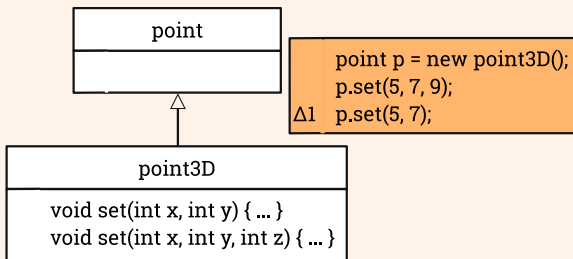 point
point p = new point3D();
p.set(5, 7, 9);
Δ1 p.set(5, 7);
point3D
void set(int x, int y) { ... }
void set(int x, int y, int z) { ... }